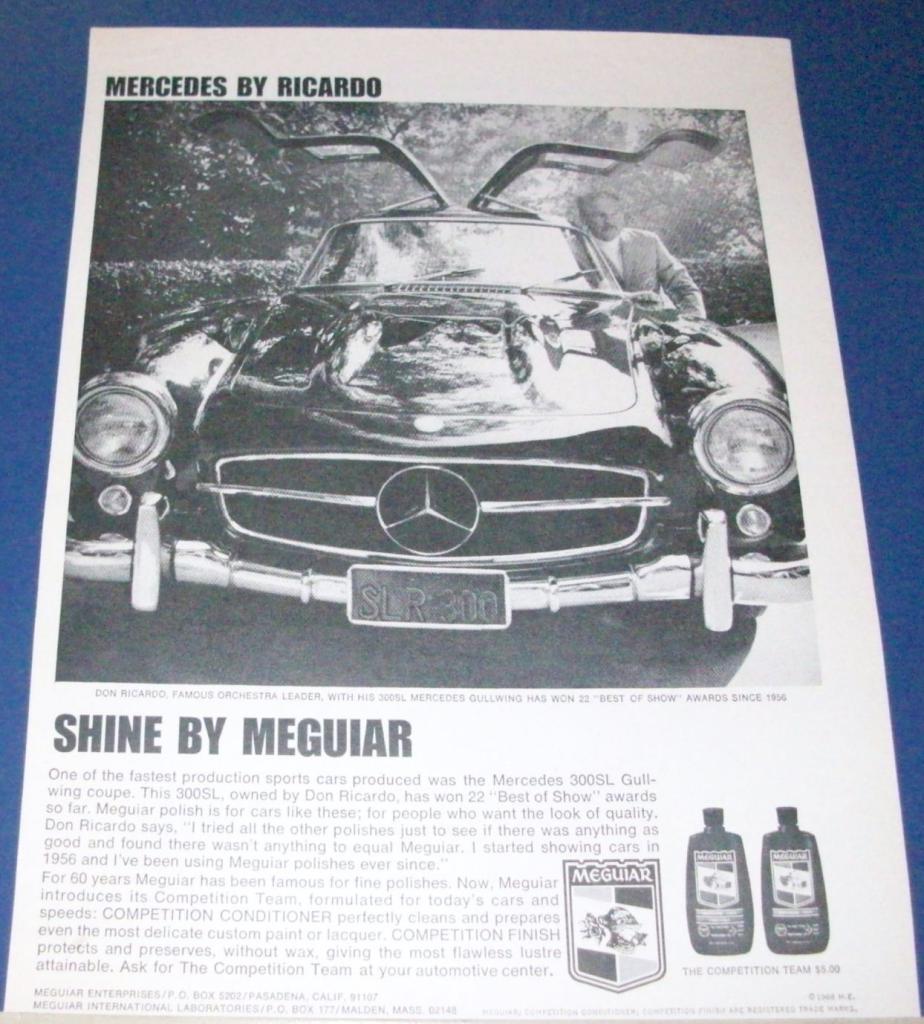 MERCEDES BY RICARDO
SLR-300
DON RICARDO, FAMOUS ORCHESTRA LEADER, WITH HIS 300SL MERCEDES GULLWING HAS WON 22 "BEST OF SHOW" AWARDS SINCE 1956
SHINE BY MEGUIAR
One of the fastest production sports cars produced was the Mercedes 300SL Gull-
wing coupe. This 300SL, owned by Don Ricardo, has won 22 "Best of Show" awards
so far. Meguiar polish is for cars like these; for people who want the look of quality.
Don Ricardo says, "I tried all the other polishes just to see if there was anything as
good and found there wasn't anything to equal Meguiar. I started showing cars in
1956 and I've been using Meguiar polishes ever since."
For 60 years Meguiar has been famous for fine polishes. Now, Meguiar
introduces its Competition Team, formulated for today's cars and
speeds: COMPETITION CONDITIONER perfectly cleans and prepares
even the most delicate custom paint or lacquer. COMPETITION FINISH
protects and preserves, without wax, giving the most flawless lustre
attainable. Ask for The Competition Team at your automotive center.
MEGUIAR
MEGUIAR
MEGUIAR
THE COMPETITION TEAM $5.00
MEGUIAR ENTERPRISES/P.O. BOX 5202/PASADENA, CALIF. 91107
MEGUIAR INTERNATIONAL LABORATORIES/P.O. BOX 177/MALDEN, MASS. 02148
©1968 M.E.
MEGUIAR, COMPETITION CONDITIONER, COMPETITION FINISH ARE REGISTERED TRADE MARKS.